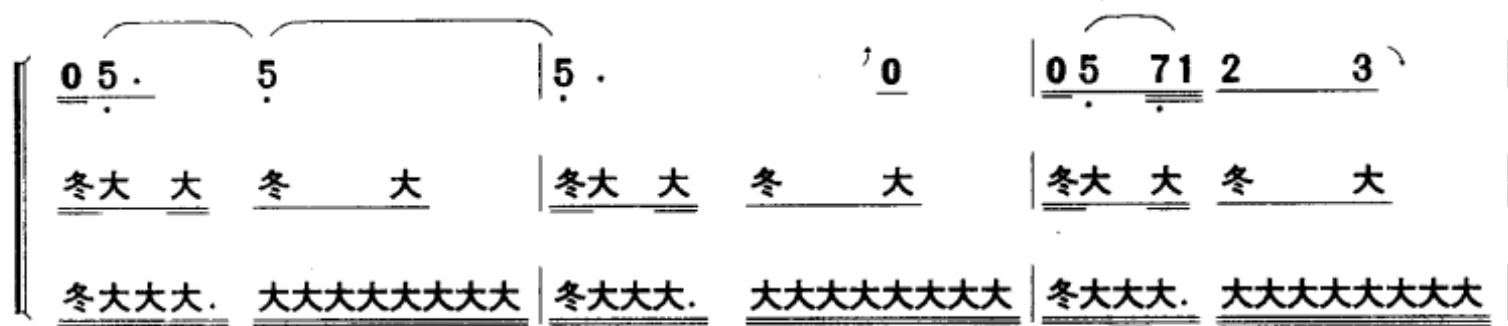 0 5 · 5 | 5 · 0 | 0 5 7 1 2 3
冬大 大 冬 大 | 冬大 大 冬 大 | 冬大 大 冬 大
冬大大大. 大大大大大大大大 | 冬大大大. 大大大大大大大大 | 冬大大大. 大大大大大大大大